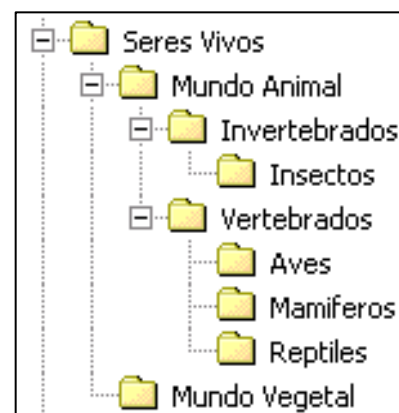 Seres Vivos
Mundo Animal
Invertebrados
Insectos
Vertebrados
Aves
Mamiferos
Reptiles
Mundo Vegetal